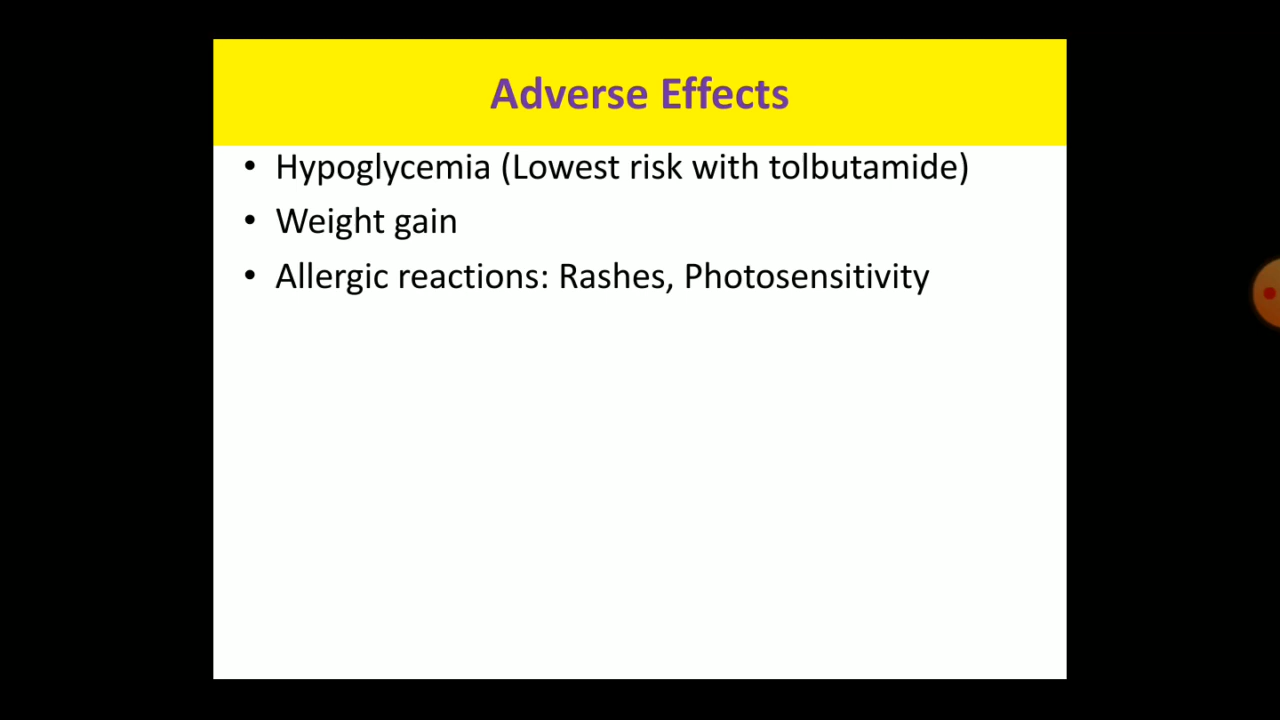 Adverse Effects
• Hypoglycemia (Lowest risk with tolbutamide)
• Weight gain
• Allergic reactions: Rashes, Photosensitivity